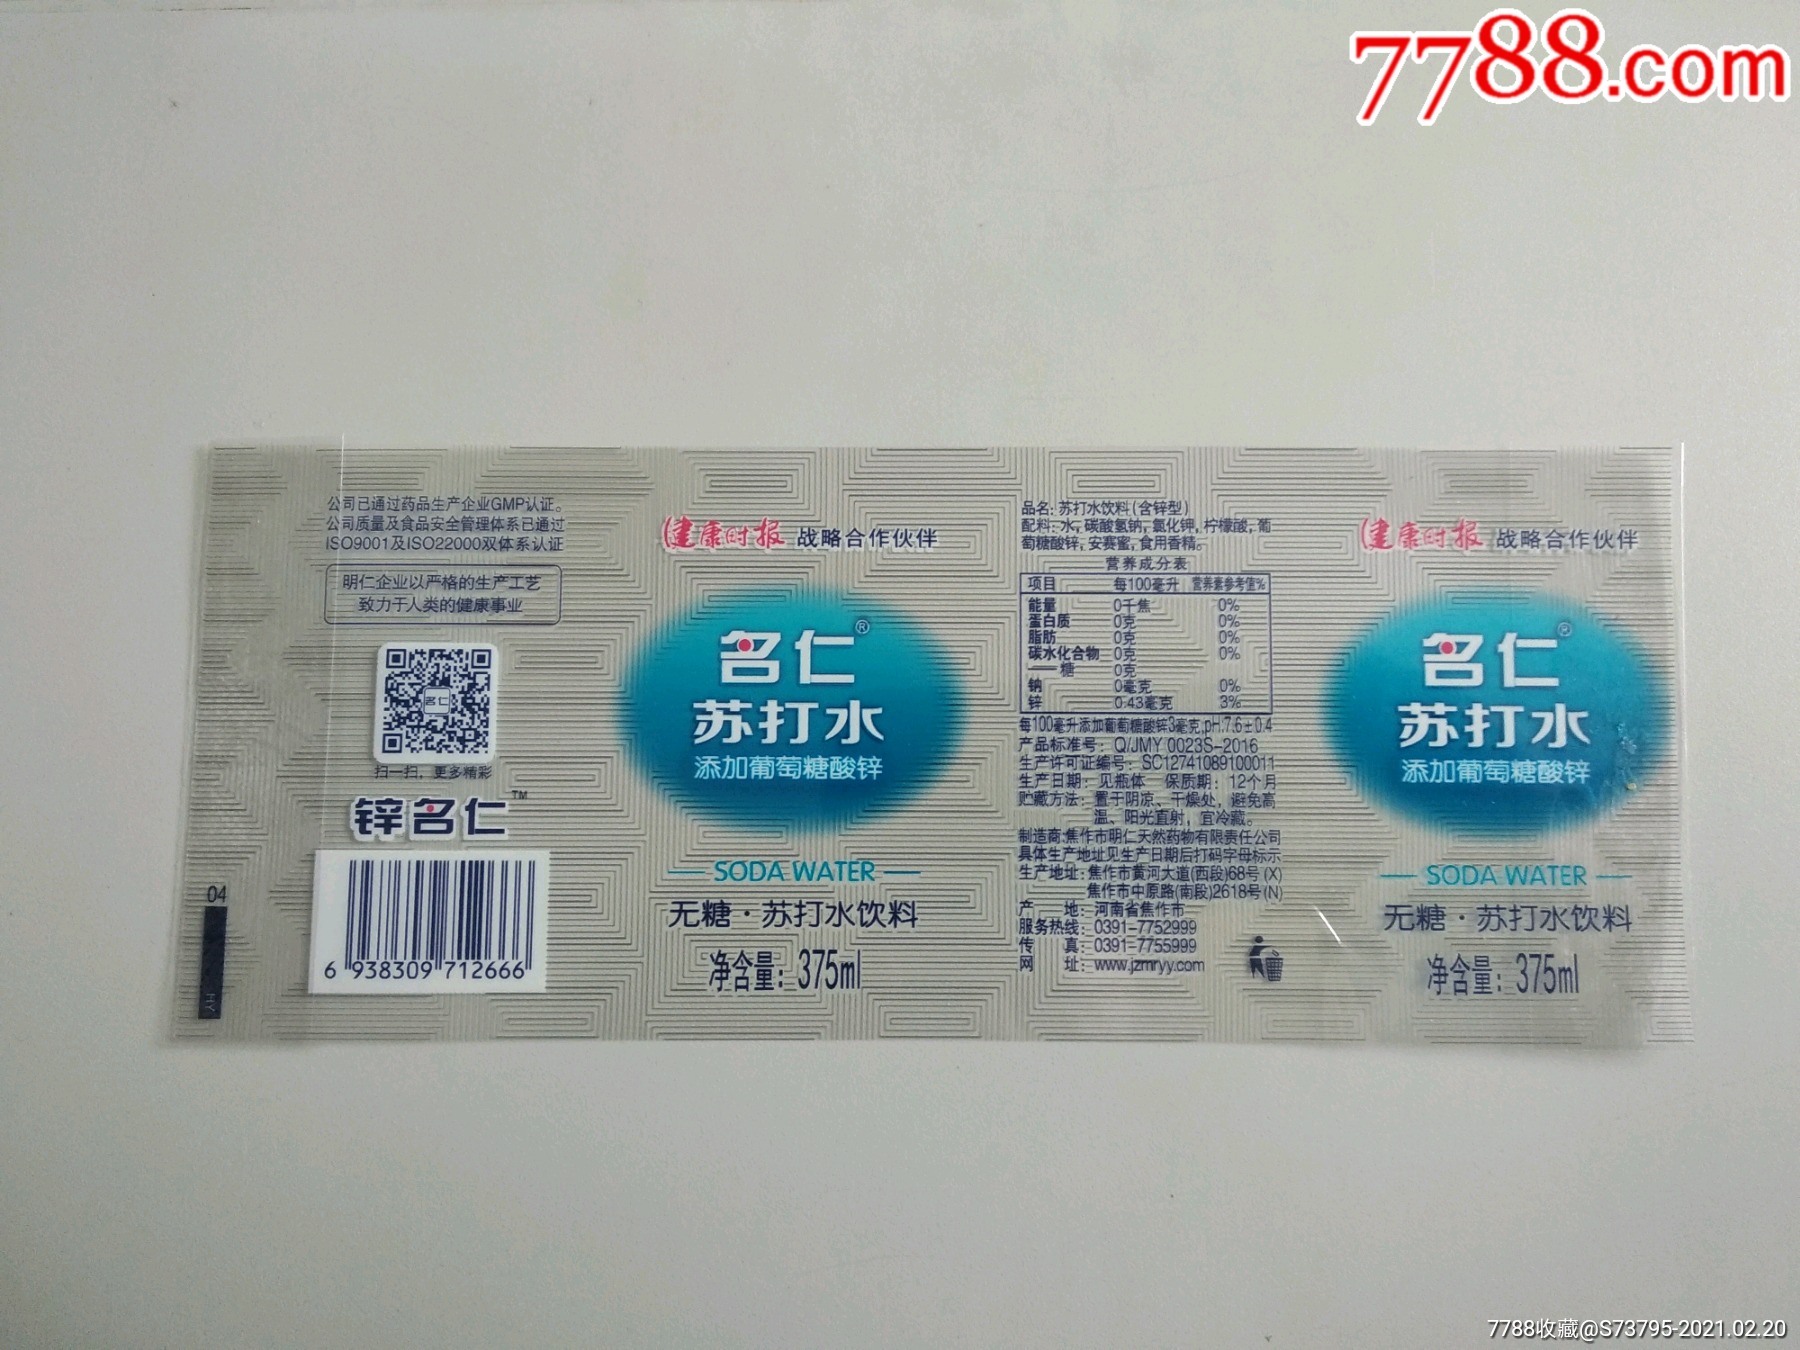 7788.com
公司已通过药品生产企业GMP认证。
公司质量及食品安全管理体系已通过
ISO9001及ISO22000双体系认证
明仁企业以严格的生产工艺
致力于人类的健康事业
名仁
扫一扫，更多精彩
锌名仁™
6 938309 712666
04
HY
健康时报 战略合作伙伴
名仁®
苏打水
添加葡萄糖酸锌
SODA WATER
无糖·苏打水饮料
净含量：375ml
品名：苏打水饮料(含锌型)
配料：水，碳酸氢钠，氯化钾，柠檬酸，葡
萄糖酸锌，安赛蜜，食用香精。
营养成分表
项目 每100毫升 营养素参考值%
能量 0千焦 0%
蛋白质 0克 0%
脂肪 0克 0%
碳水化合物 0克 0%
——糖 0克
钠 0毫克 0%
锌 0.43毫克 3%
每100毫升添加葡萄糖酸锌3毫克，pH:7.6±0.4
产品标准号：Q/JMY 0023S-2016
生产许可证编号：SC12741089100011
生产日期：见瓶体 保质期：12个月
贮藏方法：置于阴凉、干燥处，避免高
温、阳光直射，宜冷藏。
制造商:焦作市明仁天然药物有限责任公司
具体生产地址见生产日期后打码字母标示
生产地址：焦作市黄河大道(西段)68号(X)
焦作市中原路(南段)2618号(N)
产 地：河南省焦作市
服务热线：0391-7752999
传 真：0391-7755999
网 址：www.jzmryy.com
健康时报 战略合作伙伴
名仁®
苏打水
添加葡萄糖酸锌
SODA WATER
无糖·苏打水饮料
净含量：375ml
7788收藏@S73795-2021.02.20